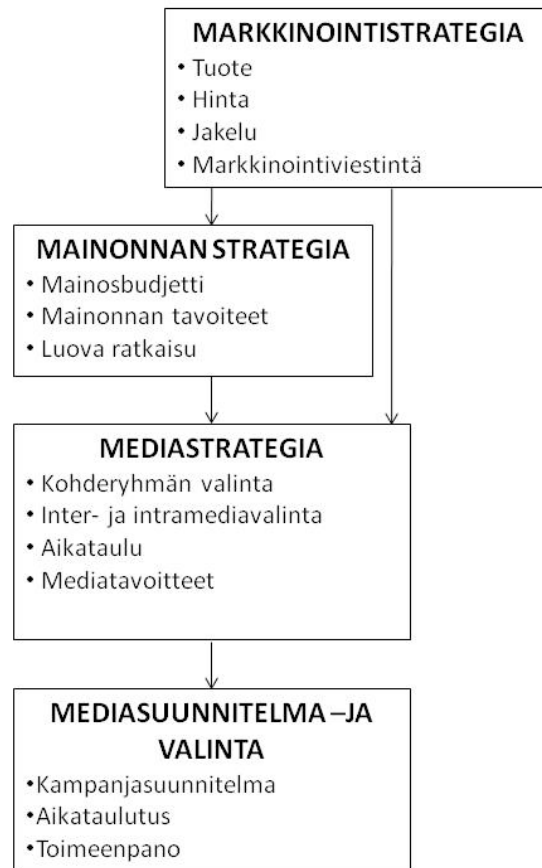 MARKKINOINTISTRATEGIA
• Tuote
• Hinta
• Jakelu
• Markkinointiviestintä
MAINONNAN STRATEGIA
• Mainosbudjetti
• Mainonnan tavoiteet
• Luova ratkaisu
MEDIASTRATEGIA
• Kohderyhmän valinta
• Inter- ja intramediavalinta
• Aikataulu
• Mediatavoitteet
MEDIASUUNNITELMA –JA
VALINTA
•Kampanjasuunnitelma
•Aikataulutus
•Toimeenpano